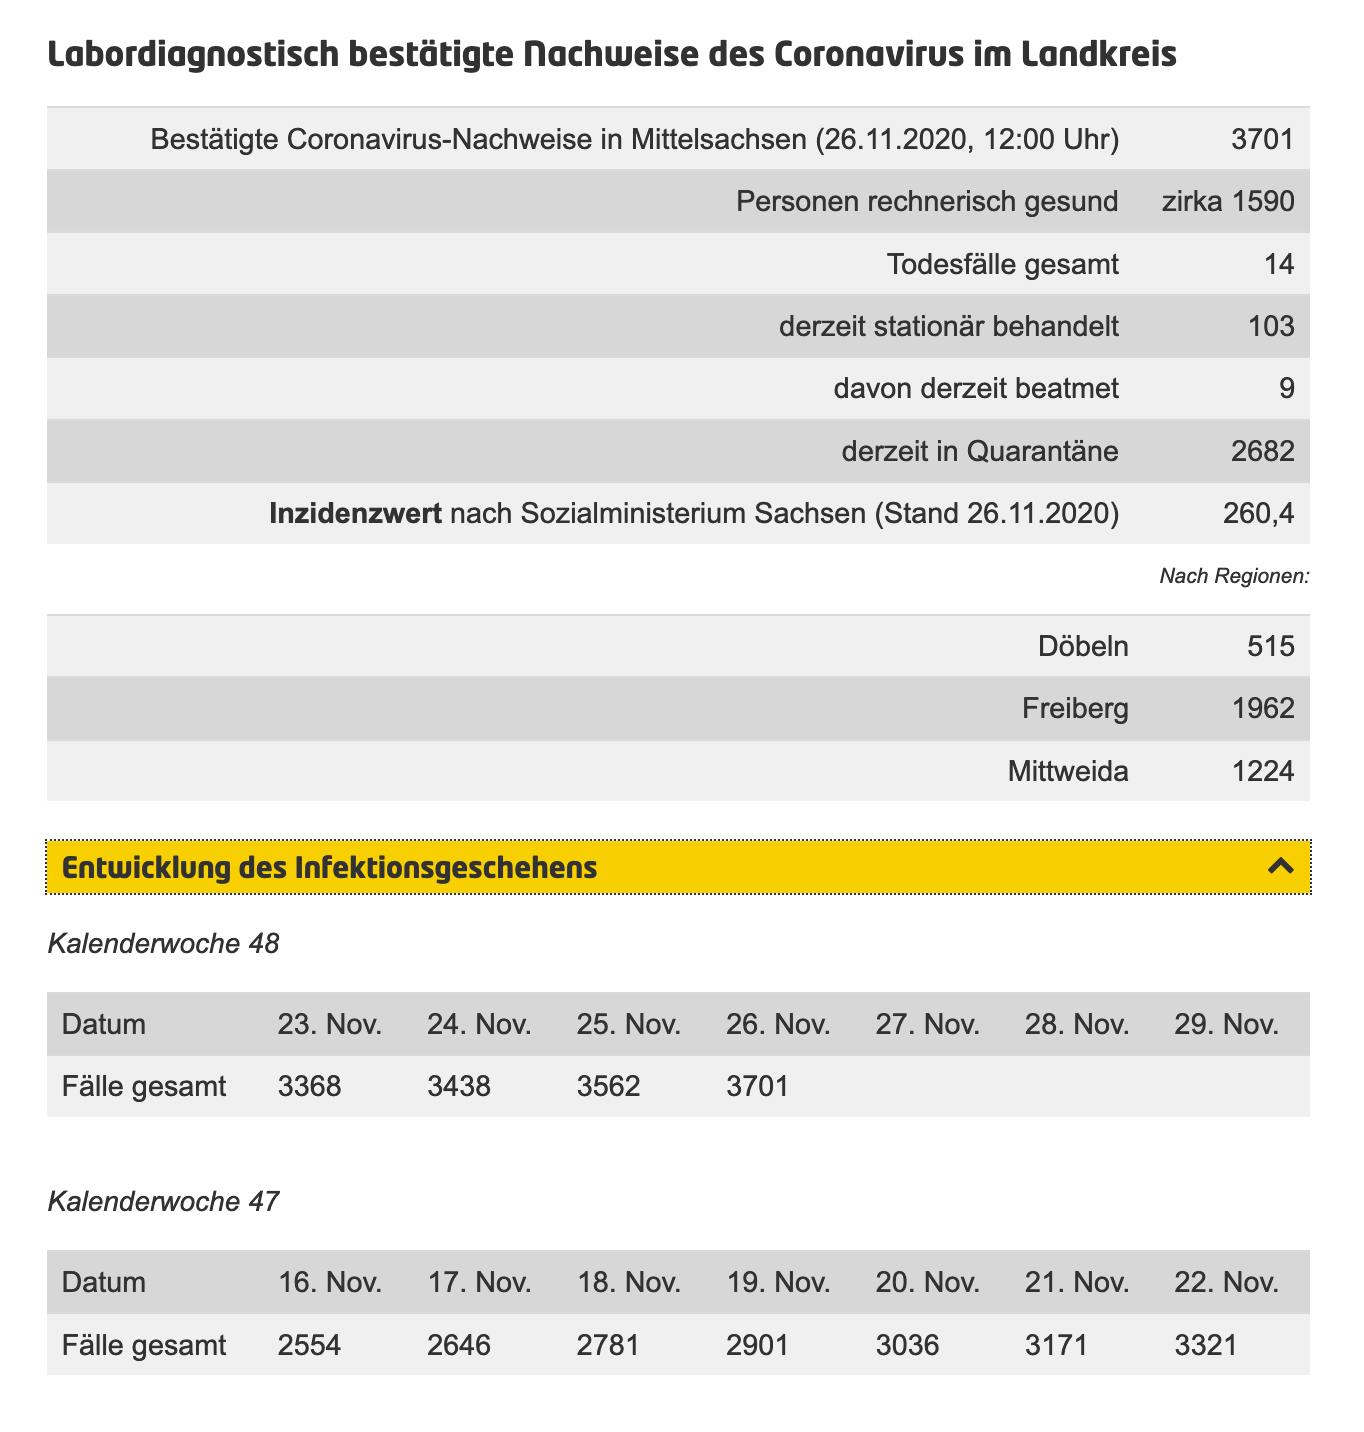 Labordiagnostisch bestätigte Nachweise des Coronavirus im Landkreis
Bestätigte Coronavirus-Nachweise in Mittelsachsen (26.11.2020, 12:00 Uhr) 3701
Personen rechnerisch gesund zirka 1590
Todesfälle gesamt 14
derzeit stationär behandelt 103
davon derzeit beatmet 9
derzeit in Quarantäne 2682
Inzidenzwert nach Sozialministerium Sachsen (Stand 26.11.2020) 260,4
Nach Regionen:
Döbeln 515
Freiberg 1962
Mittweida 1224
Entwicklung des Infektionsgeschehens
Kalenderwoche 48
Datum 23. Nov. 24. Nov. 25. Nov. 26. Nov. 27. Nov. 28. Nov. 29. Nov.
Fälle gesamt 3368 3438 3562 3701
Kalenderwoche 47
Datum 16. Nov. 17. Nov. 18. Nov. 19. Nov. 20. Nov. 21. Nov. 22. Nov.
Fälle gesamt 2554 2646 2781 2901 3036 3171 3321